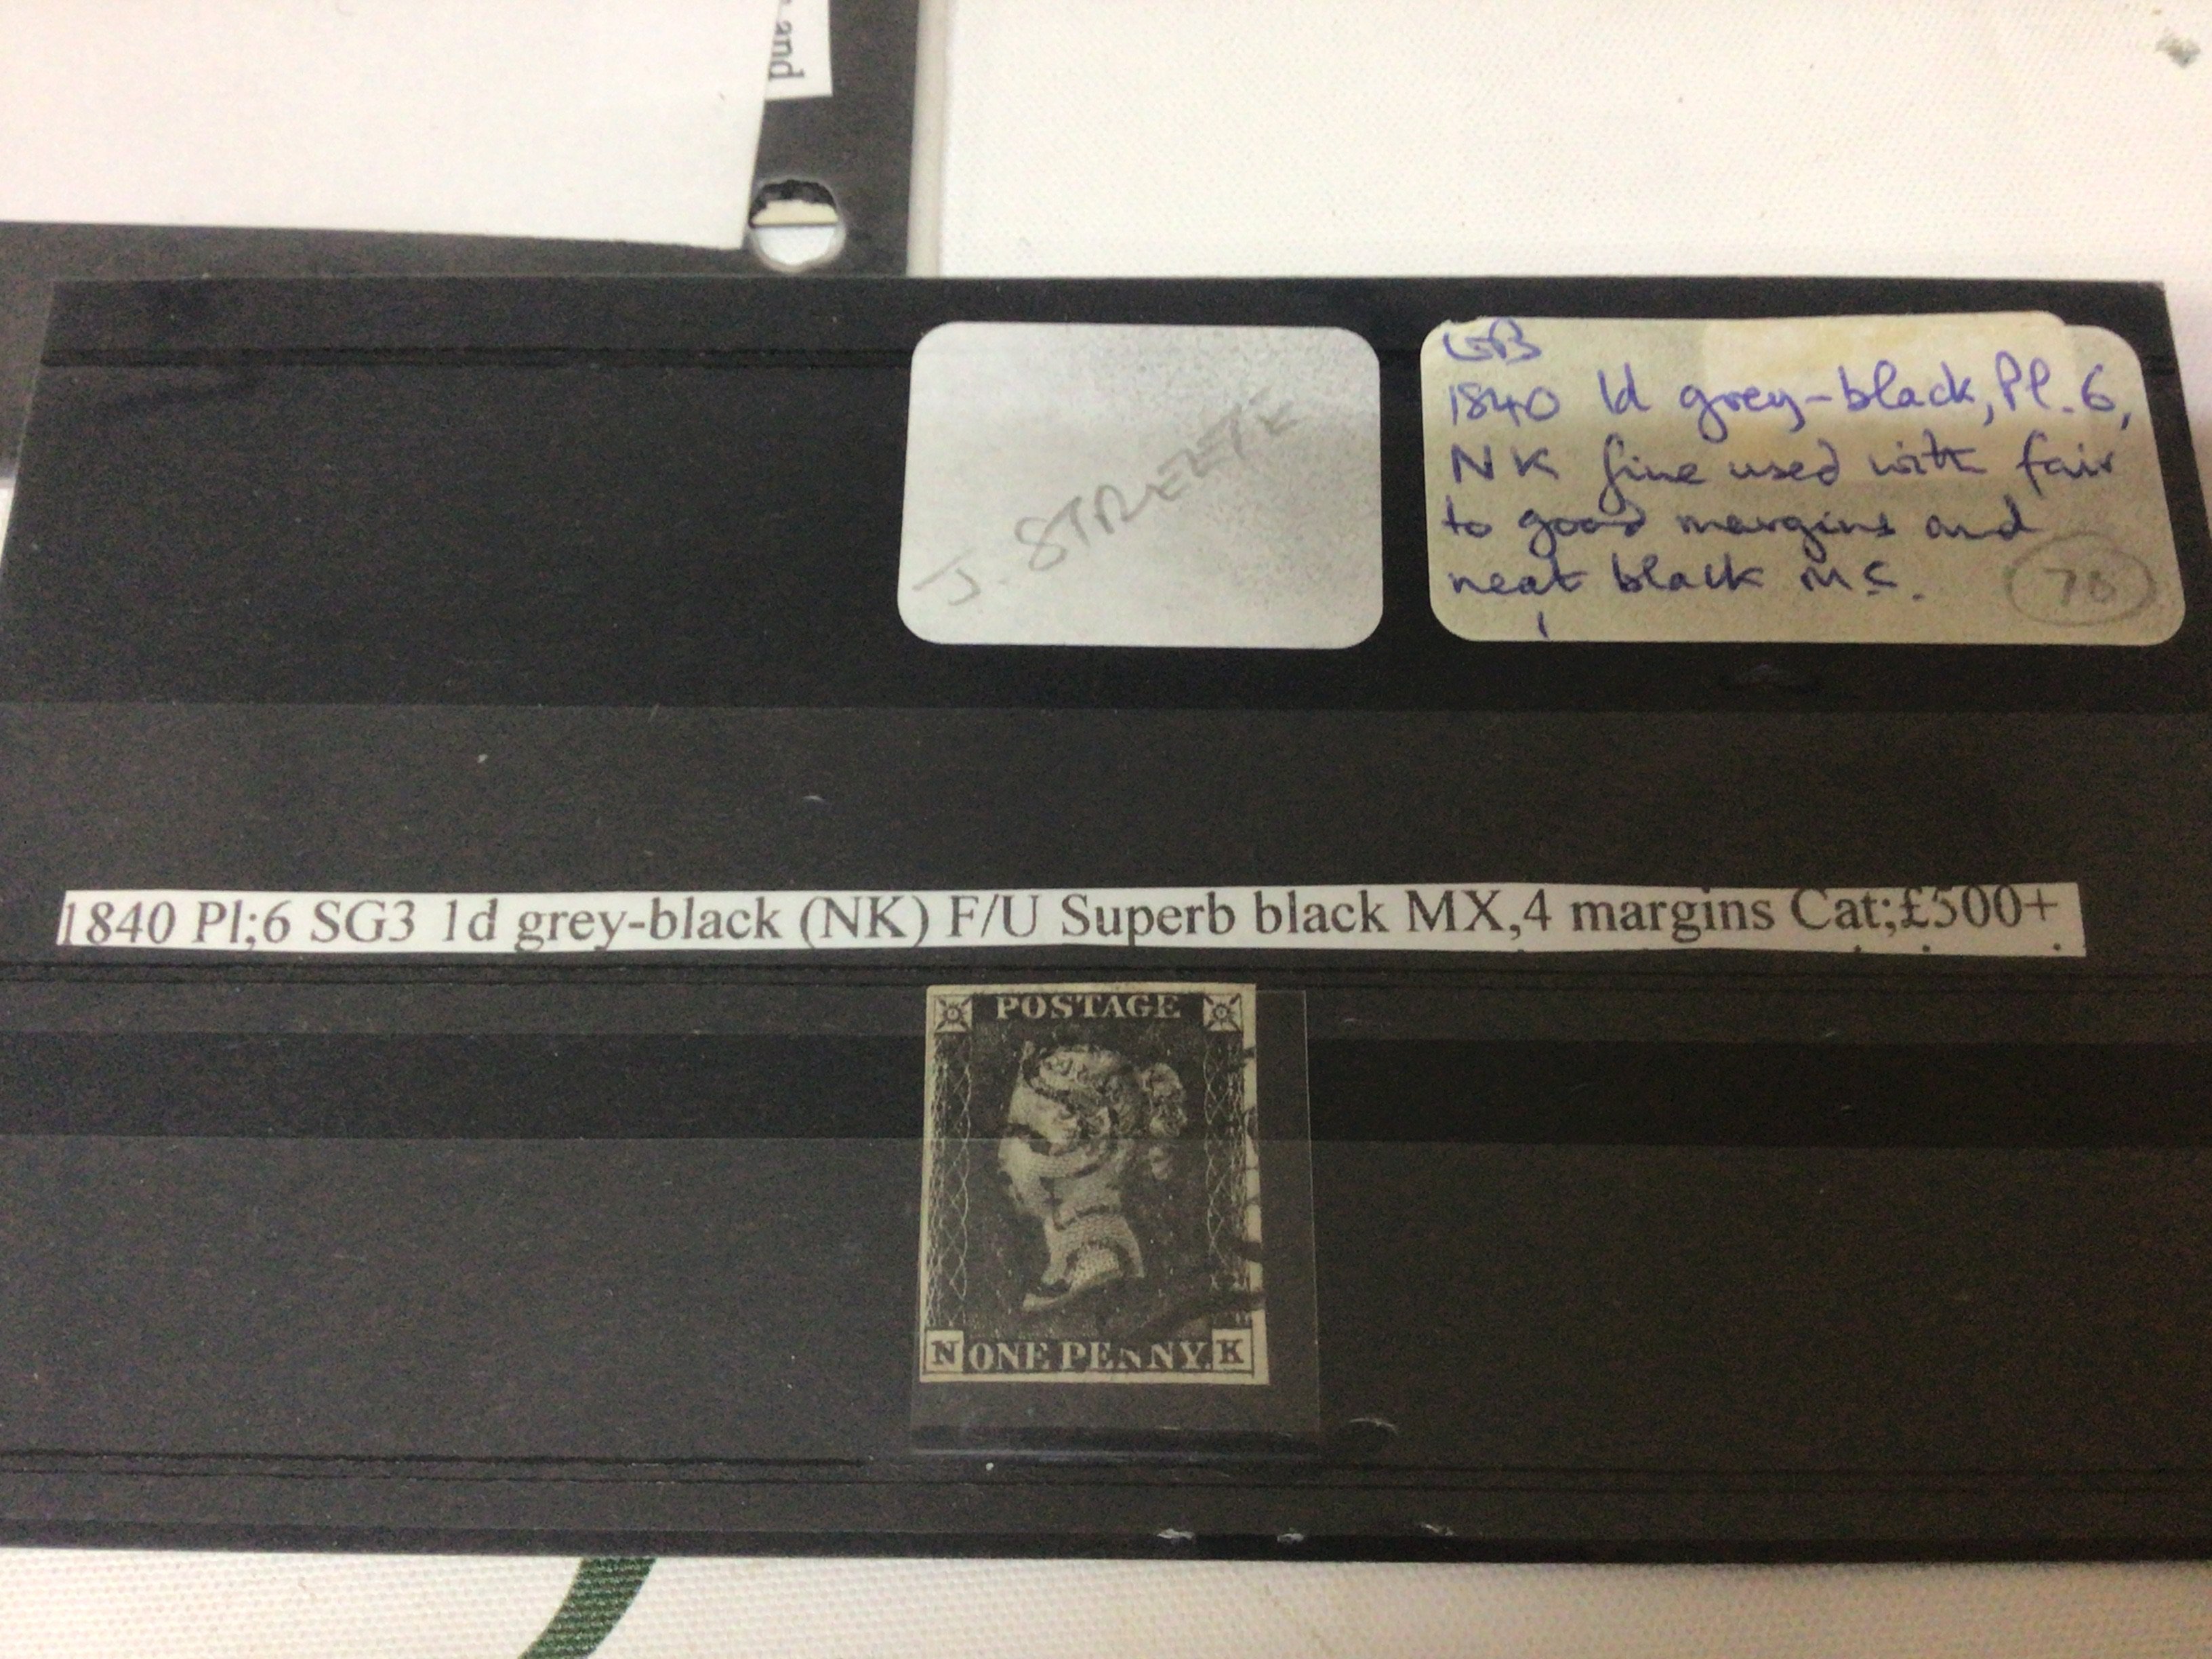 and
J. STREETE
GB
1840 1d grey-black, Pl. 6,
NK fine used with fair
to good margins and
neat black MC.
70
1840 Pl;6 SG3 1d grey-black (NK) F/U Superb black MX,4 margins Cat;£500+
POSTAGE
N ONE PENNY. K